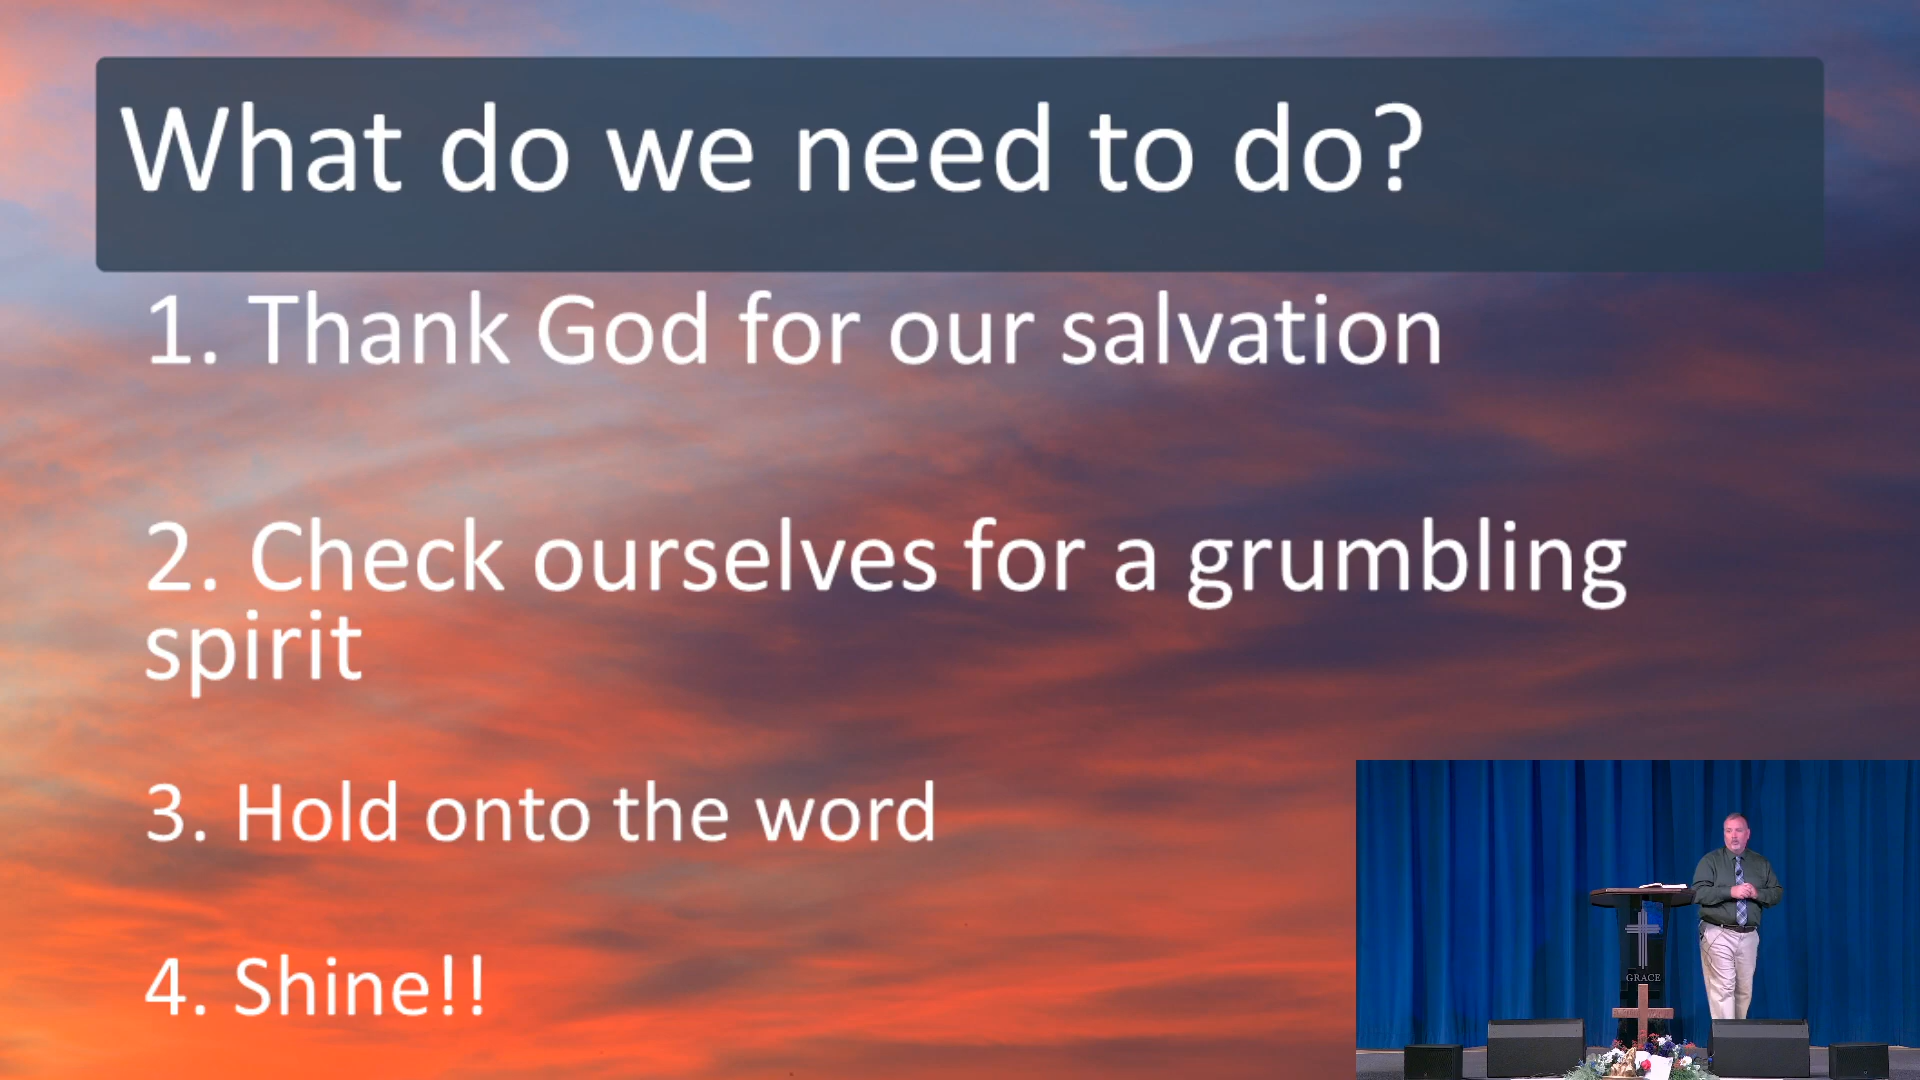 What do we need to do?
1. Thank God for our salvation
2. Check ourselves for a grumbling
spirit
3. Hold onto the word
4. Shine!!
GRACE